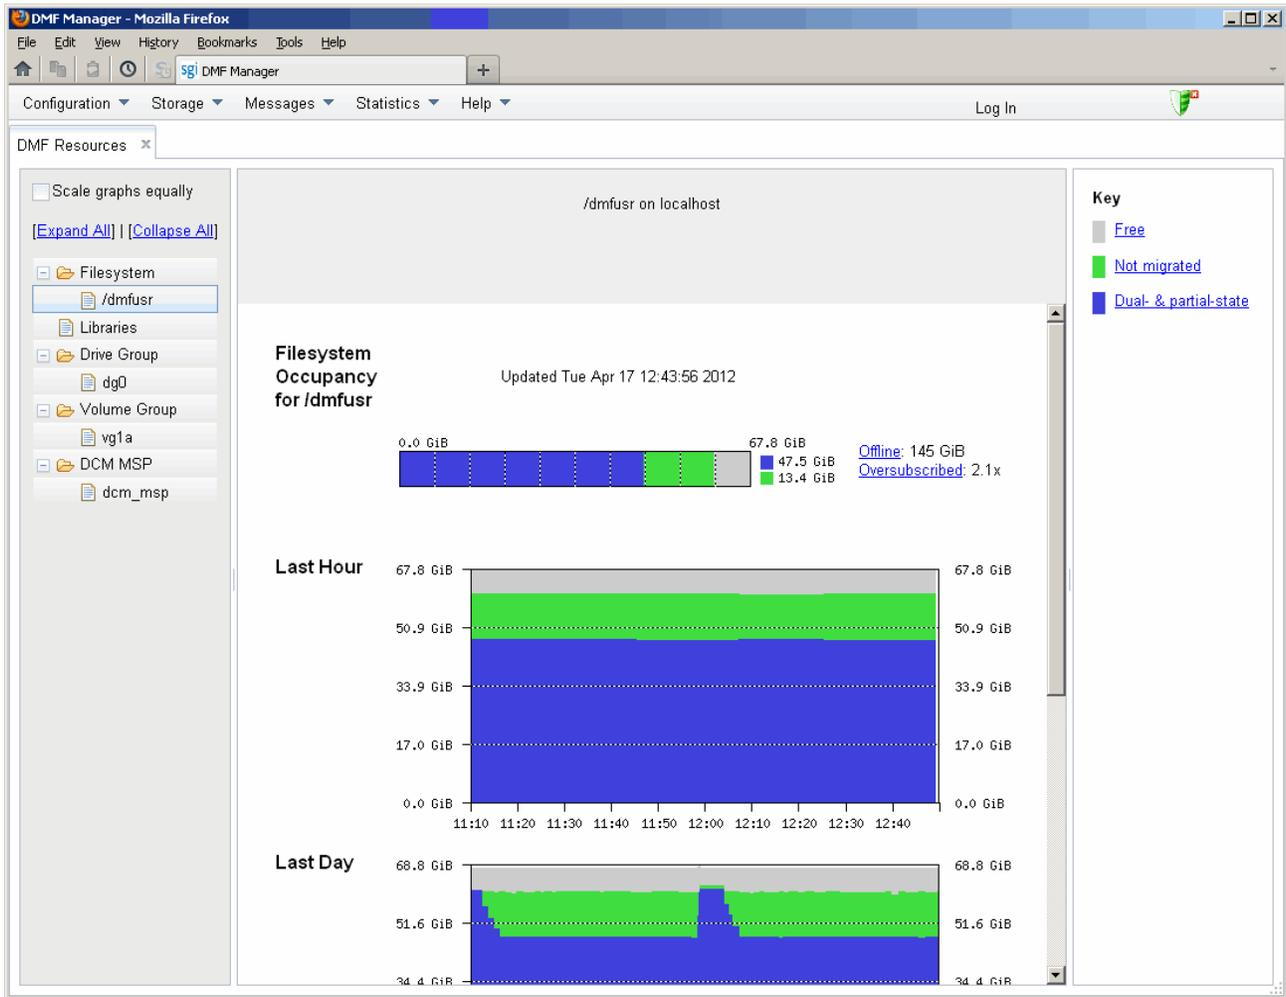 DMF Manager - Mozilla Firefox
File Edit View History Bookmarks Tools Help
sgi DMF Manager +
Configuration Storage Messages Statistics Help Log In
DMF Resources x
Scale graphs equally
[Expand All] | [Collapse All]
Filesystem
/dmfusr
Libraries
Drive Group
dg0
Volume Group
vg1a
DCM MSP
dcm_msp
/dmfusr on localhost
Filesystem
Occupancy
for /dmfusr
Updated Tue Apr 17 12:43:56 2012
0.0 GiB 67.8 GiB
47.5 GiB
13.4 GiB
Offline: 145 GiB
Oversubscribed: 2.1x
Last Hour
67.8 GiB 67.8 GiB
50.9 GiB 50.9 GiB
33.9 GiB 33.9 GiB
17.0 GiB 17.0 GiB
0.0 GiB 0.0 GiB
11:10 11:20 11:30 11:40 11:50 12:00 12:10 12:20 12:30 12:40
Last Day
68.8 GiB 68.8 GiB
51.6 GiB 51.6 GiB
34.4 GiB 34.4 GiB
Key
Free
Not migrated
Dual- & partial-state